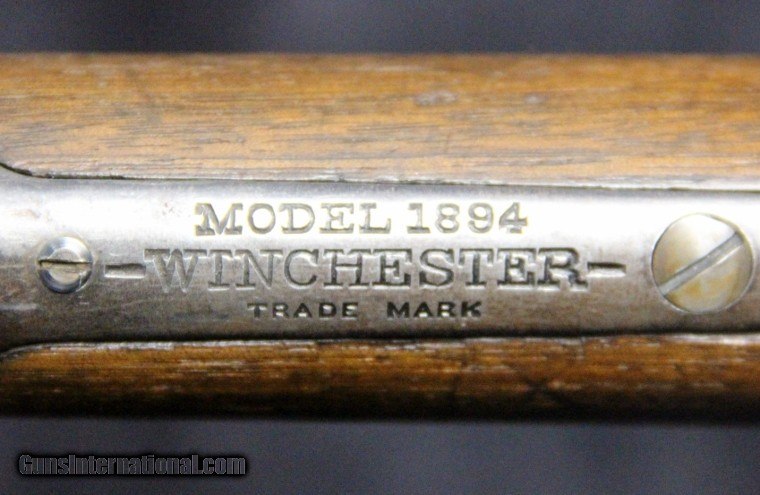 MODEL 1894
-WINCHESTER-
TRADE MARK
GunsInternational.com